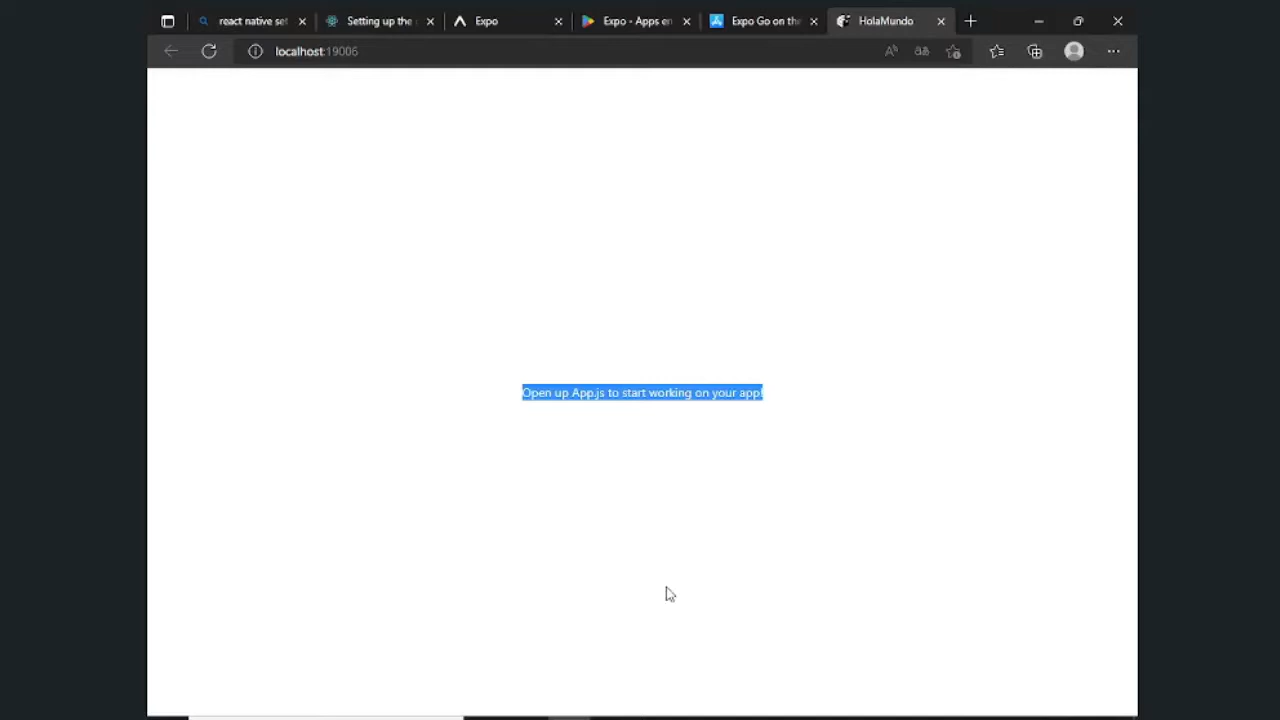 react native set
Setting up the
Expo
Expo - Apps en
Expo Go on the
HolaMundo
localhost:19006
Open up App.js to start working on your app!